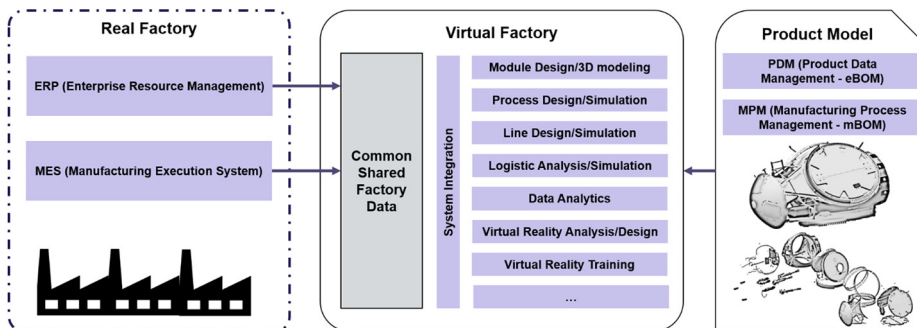 Real Factory
ERP (Enterprise Resource Management)
MES (Manufacturing Execution System)
Virtual Factory
Common
Shared
Factory
Data
System Integration
Module Design/3D modeling
Process Design/Simulation
Line Design/Simulation
Logistic Analysis/Simulation
Data Analytics
Virtual Reality Analysis/Design
Virtual Reality Training
...
Product Model
PDM (Product Data
Management - eBOM)
MPM (Manufacturing Process
Management - mBOM)